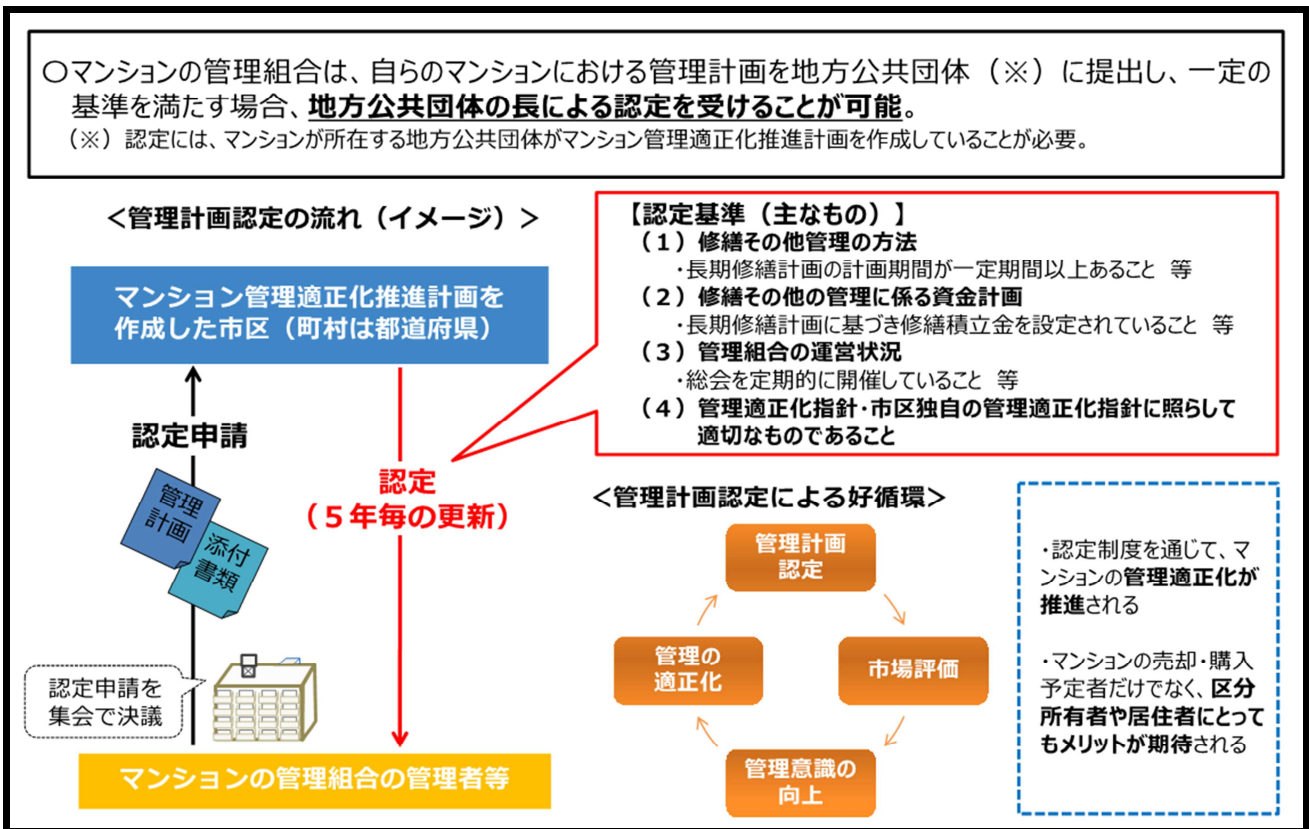 〇マンションの管理組合は、自らのマンションにおける管理計画を地方公共団体（※）に提出し、一定の
基準を満たす場合、地方公共団体の長による認定を受けることが可能。
（※）認定には、マンションが所在する地方公共団体がマンション管理適正化推進計画を作成していることが必要。
＜管理計画認定の流れ（イメージ）＞
マンション管理適正化推進計画を
作成した市区（町村は都道府県）
認定申請
管理
計画
添付
書類
認定申請を
集会で決議
認定
（５年毎の更新）
マンションの管理組合の管理者等
【認定基準（主なもの）】
（１）修繕その他管理の方法
・長期修繕計画の計画期間が一定期間以上あること 等
（２）修繕その他の管理に係る資金計画
・長期修繕計画に基づき修繕積立金を設定されていること 等
（３）管理組合の運営状況
・総会を定期的に開催していること 等
（４）管理適正化指針・市区独自の管理適正化指針に照らして
適切なものであること
＜管理計画認定による好循環＞
管理計画
認定
市場評価
管理意識の
向上
管理の
適正化
・認定制度を通じて、マ
ンションの管理適正化が
推進される
・マンションの売却・購入
予定者だけでなく、区分
所有者や居住者にとって
もメリットが期待される